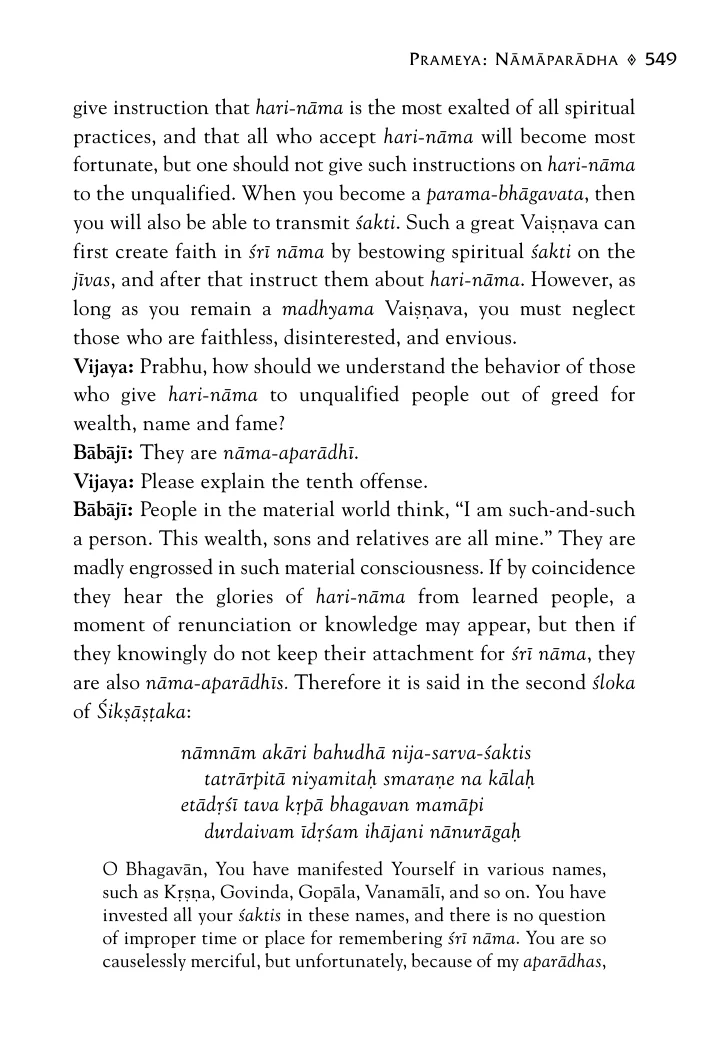 PRAMEYA: NĀMĀPARĀDHA ◈ 549
give instruction that hari-nāma is the most exalted of all spiritual
practices, and that all who accept hari-nāma will become most
fortunate, but one should not give such instructions on hari-nāma
to the unqualified. When you become a parama-bhāgavata, then
you will also be able to transmit śakti. Such a great Vaiṣṇava can
first create faith in śrī nāma by bestowing spiritual śakti on the
jīvas, and after that instruct them about hari-nāma. However, as
long as you remain a madhyama Vaiṣṇava, you must neglect
those who are faithless, disinterested, and envious.
Vijaya: Prabhu, how should we understand the behavior of those
who give hari-nāma to unqualified people out of greed for
wealth, name and fame?
Bābājī: They are nāma-aparādhī.
Vijaya: Please explain the tenth offense.
Bābājī: People in the material world think, “I am such-and-such
a person. This wealth, sons and relatives are all mine.” They are
madly engrossed in such material consciousness. If by coincidence
they hear the glories of hari-nāma from learned people, a
moment of renunciation or knowledge may appear, but then if
they knowingly do not keep their attachment for śrī nāma, they
are also nāma-aparādhīs. Therefore it is said in the second śloka
of Śikṣāṣṭaka:
nāmnām akāri bahudhā nija-sarva-śaktis
tatrārpitā niyamitaḥ smaraṇe na kālaḥ
etādṛśī tava kṛpā bhagavan mamāpi
durdaivam īdṛśam ihājani nānurāgaḥ
O Bhagavān, You have manifested Yourself in various names,
such as Kṛṣṇa, Govinda, Gopāla, Vanamālī, and so on. You have
invested all your śaktis in these names, and there is no question
of improper time or place for remembering śrī nāma. You are so
causelessly merciful, but unfortunately, because of my aparādhas,